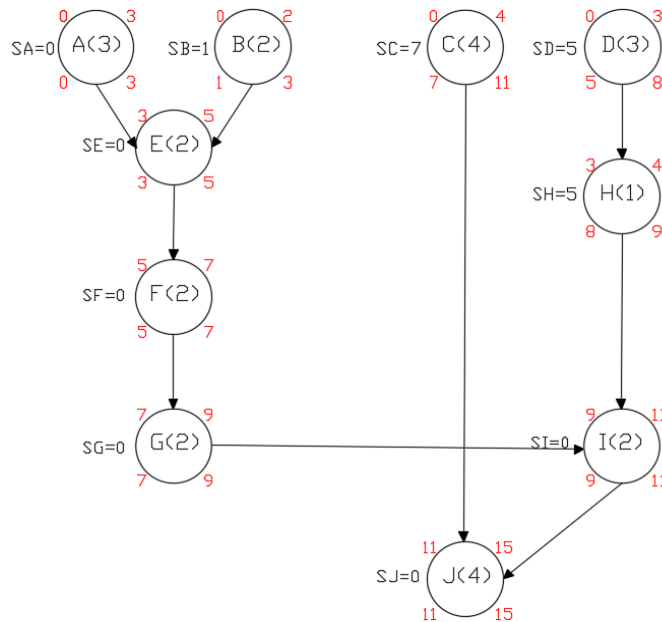 0 3 0 2 0 4 0 3
SA=0 A(3) SB=1 B(2) SC=7 C(4) SD=5 D(3)
0 3 1 3 7 11 5 8
3 5
SE=0 E(2)
3 5
3 4
SH=5 H(1)
8 9
5 7
SF=0 F(2)
5 7
7 9 9 11
SG=0 G(2) SI=0 I(2)
7 9 9 11
11 15
SJ=0 J(4)
11 15